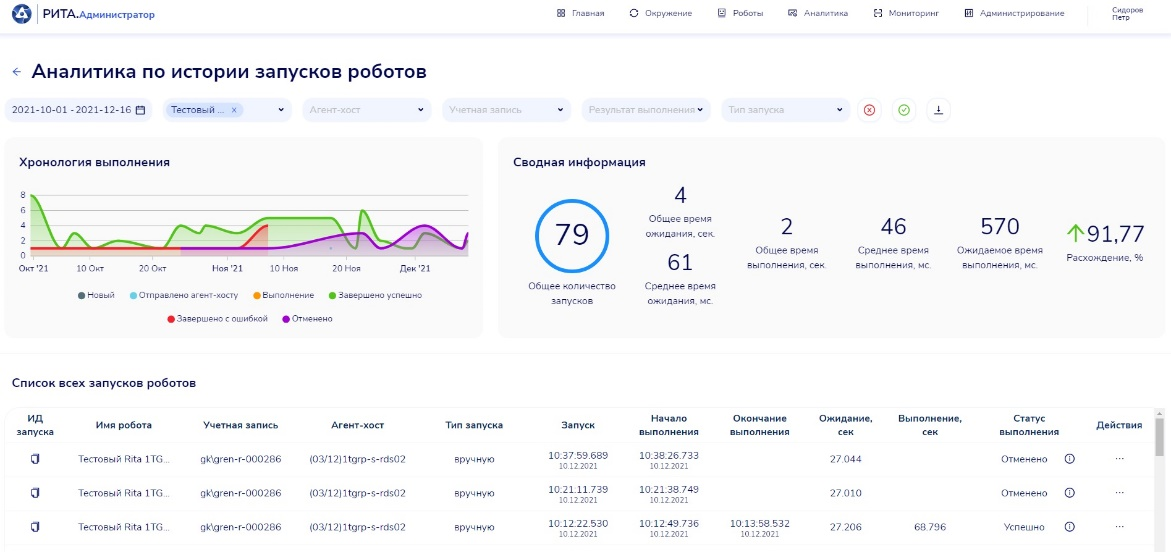 РИТА.Администратор
Главная
Окружение
Роботы
Аналитика
Мониторинг
Администрирование
Сидоров
Петр
Аналитика по истории запусков роботов
2021-10-01 - 2021-12-16
Тестовый ... ×
Агент-хост
Учетная запись
Результат выполнения
Тип запуска
Хронология выполнения
8
6
4
2
0
Окт '21
10 Окт
20 Окт
Ноя '21
10 Ноя
20 Ноя
Дек '21
Новый
Отправлено агент-хосту
Выполнение
Завершено успешно
Завершено с ошибкой
Отменено
Сводная информация
79
Общее количество
запусков
4
Общее время
ожидания, сек.
61
Среднее время
ожидания, мс.
2
Общее время
выполнения, сек.
46
Среднее время
выполнения, мс.
570
Ожидаемое время
выполнения, мс.
91,77
Расхождение, %
Список всех запусков роботов
ИД запуска Имя робота Учетная запись Агент-хост Тип запуска Запуск Начало выполнения Окончание выполнения Ожидание, сек Выполнение, сек Статус выполнения Действия
Тестовый Rita 1TG... gk\gren-r-000286 (03/12)1tgrp-s-rds02 вручную 10:37:59.689 10:38:26.733 27.044 Отменено ...
10.12.2021 10.12.2021
Тестовый Rita 1TG... gk\gren-r-000286 (03/12)1tgrp-s-rds02 вручную 10:21:11.739 10:21:38.749 27.010 Отменено ...
10.12.2021 10.12.2021
Тестовый Rita 1TG... gk\gren-r-000286 (03/12)1tgrp-s-rds02 вручную 10:12:22.530 10:12:49.736 10:13:58.532 27.206 68.796 Успешно ...
10.12.2021 10.12.2021 10.12.2021